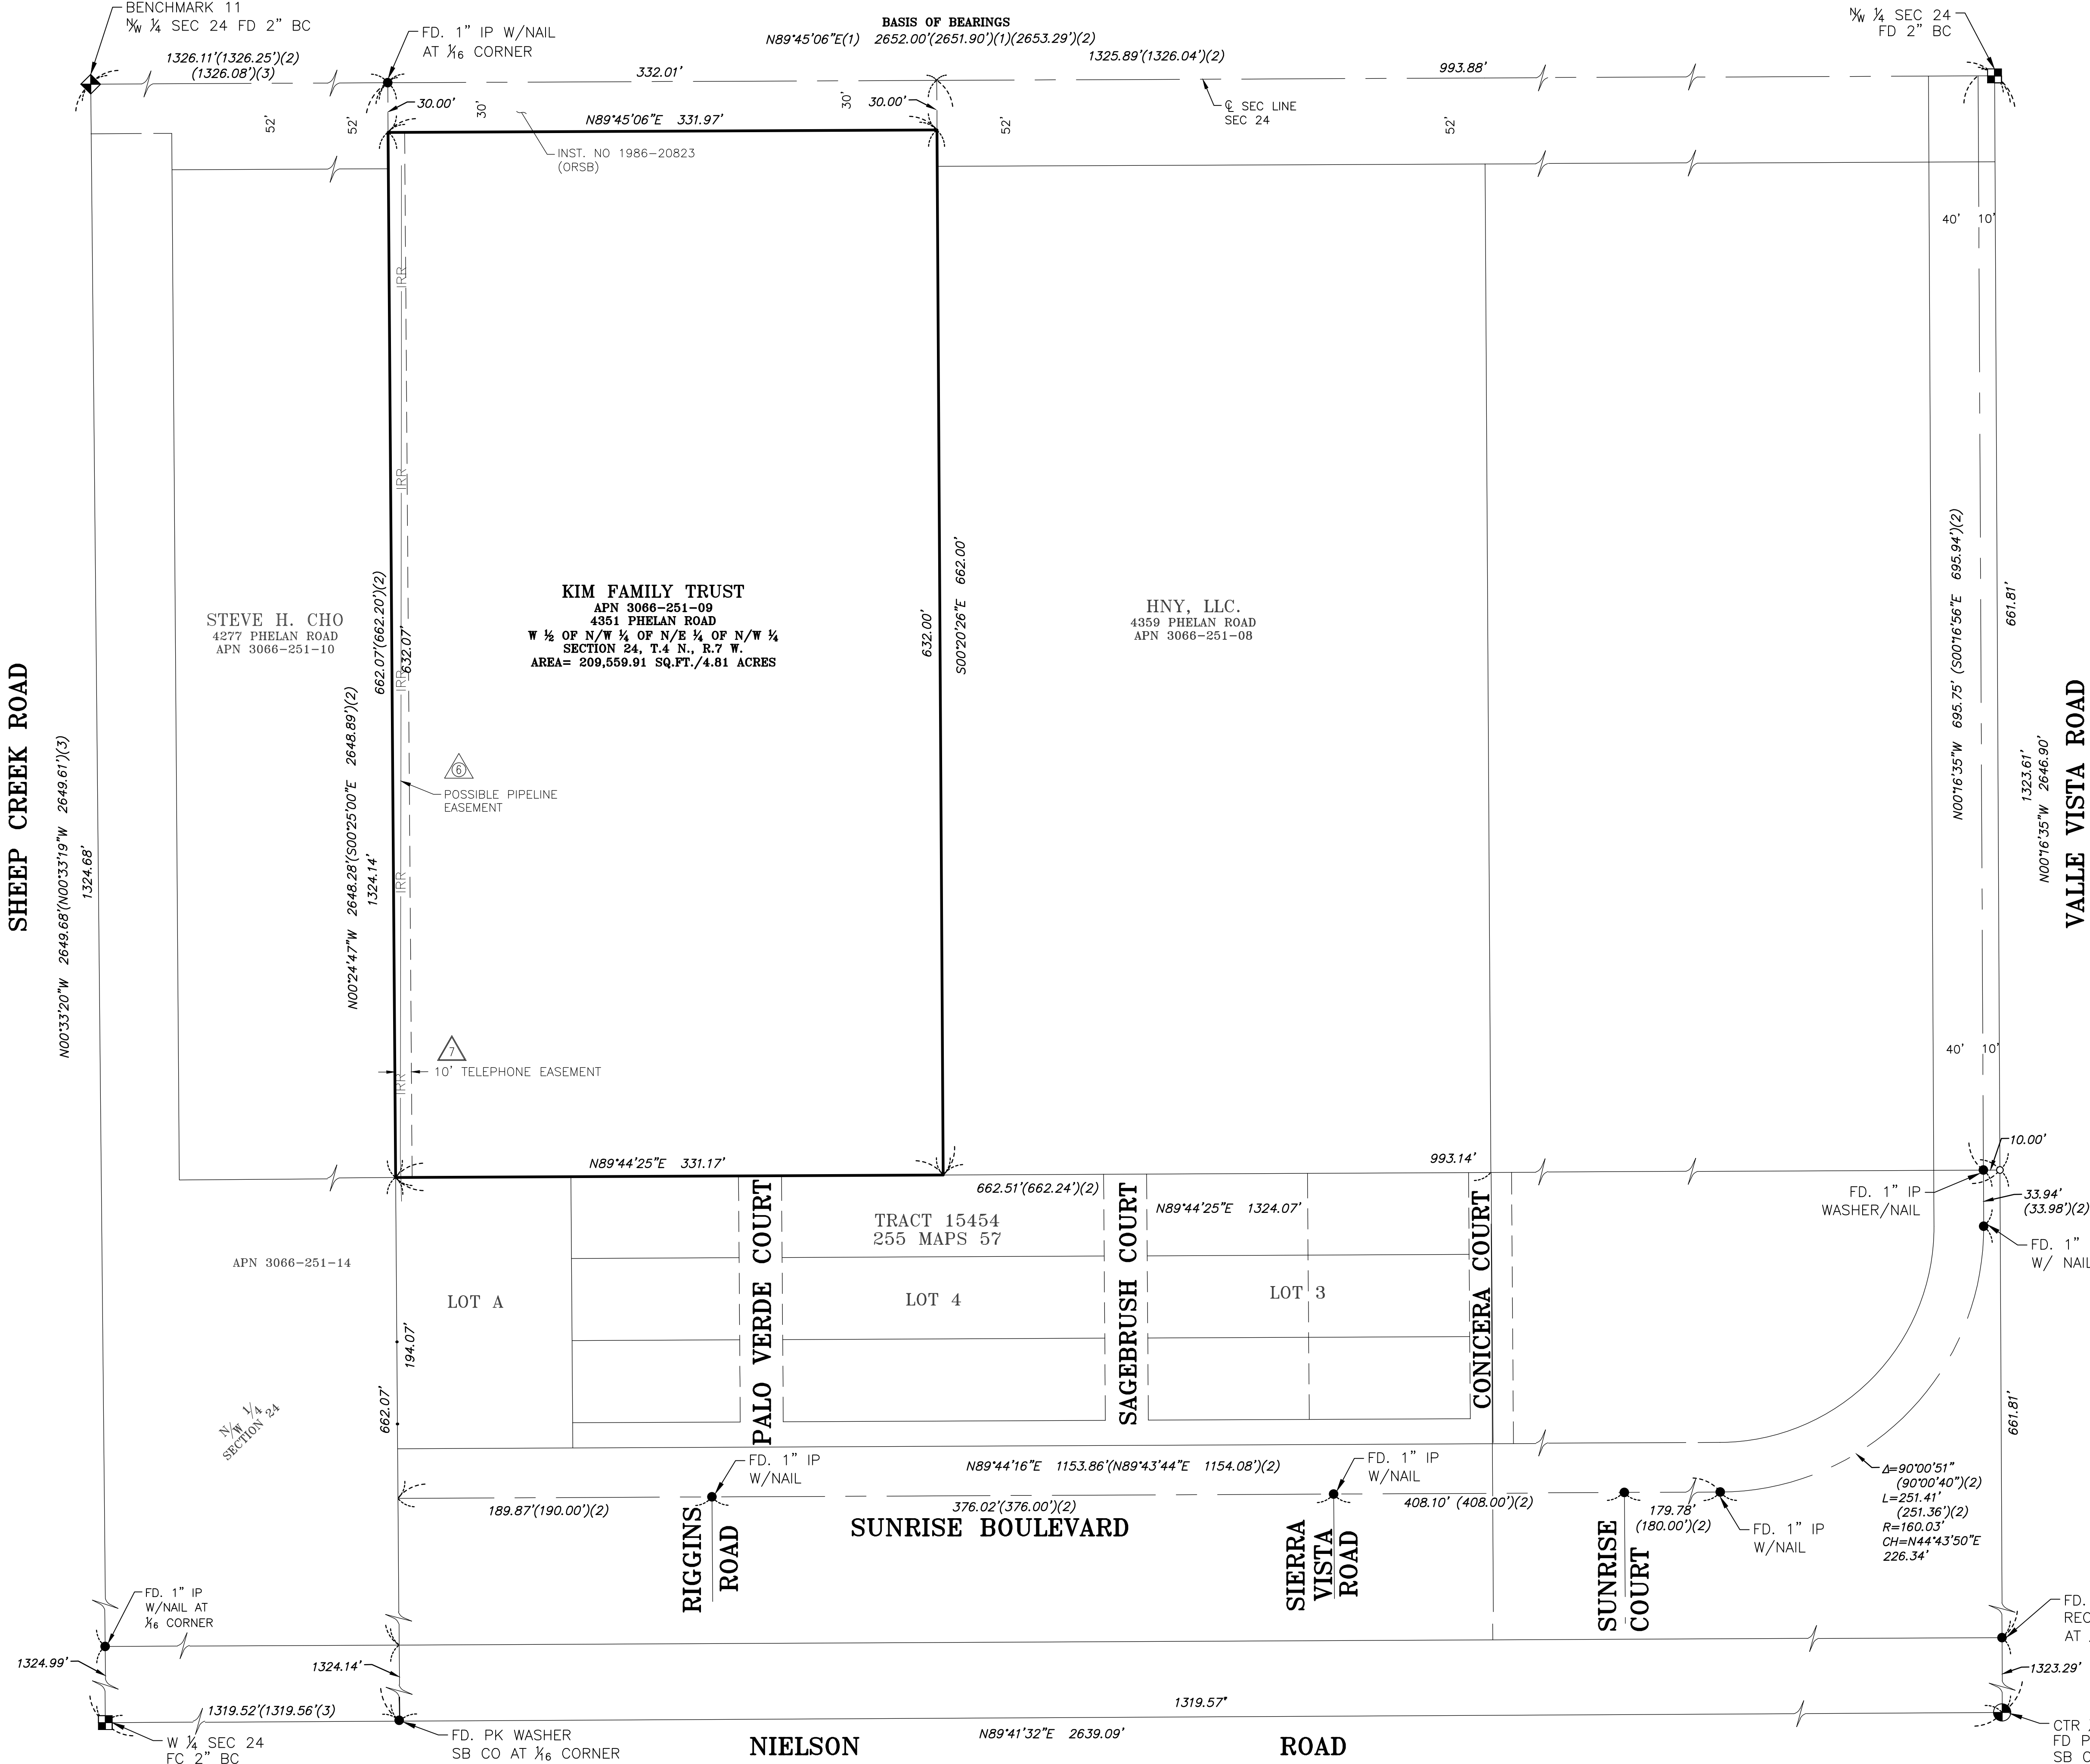 BENCHMARK 11
N/W ¼ SEC 24 FD 2" BC
1326.11'(1326.25')(2)
(1326.08')(3)
FD. 1" IP W/NAIL
AT 1/16 CORNER
332.01'
BASIS OF BEARINGS
N89°45'06"E(1) 2652.00'(2651.90')(1)(2653.29')(2)
1325.89'(1326.04')(2)
993.88'
N/W ¼ SEC 24
FD 2" BC
℄ SEC LINE
SEC 24
52'
52'
30.00'
30'
30'
30.00'
52'
52'
N89°45'06"E 331.97'
INST. NO 1986-20823
(ORSB)
40' 10'
IRR
IRR
IRR
IRR
IRR
SHEEP CREEK ROAD
N00°33'20"W 2649.68'(N00°33'19"W 2649.61')(3)
1324.68'
STEVE H. CHO
4277 PHELAN ROAD
APN 3066-251-10
N00°24'47"W 2648.28'(S00°25'00"E 2648.89')(2)
1324.14'
662.07'(662.20')(2)
632.07'
KIM FAMILY TRUST
APN 3066-251-09
4351 PHELAN ROAD
W ½ OF N/W ¼ OF N/E ¼ OF N/W ¼
SECTION 24, T.4 N., R.7 W.
AREA= 209,559.91 SQ.FT./4.81 ACRES
6
POSSIBLE PIPELINE
EASEMENT
7
10' TELEPHONE EASEMENT
632.00'
S00°20'26"E 662.00'
HNY, LLC.
4359 PHELAN ROAD
APN 3066-251-08
N00°16'35"W 695.75' (S00°16'56"E 695.94')(2)
661.81'
1323.61'
N00°16'35"W 2646.90'
VALLE VISTA ROAD
40' 10'
N89°44'25"E 331.17'
993.14'
10.00'
662.51'(662.24')(2)
N89°44'25"E 1324.07'
FD. 1" IP
WASHER/NAIL
33.94'
(33.98')(2)
FD. 1"
W/ NAIL
TRACT 15454
255 MAPS 57
APN 3066-251-14
LOT A
LOT 4
LOT 3
PALO VERDE COURT
SAGEBRUSH COURT
CONICERA COURT
194.07'
662.07'
N/W 1/4
SECTION 24
661.81'
FD. 1" IP
W/NAIL
N89°44'16"E 1153.86'(N89°43'44"E 1154.08')(2)
FD. 1" IP
W/NAIL
189.87'(190.00')(2)
376.02'(376.00')(2)
408.10' (408.00')(2)
179.78'
(180.00')(2)
FD. 1" IP
W/NAIL
Δ=90°00'51"
(90°00'40")(2)
L=251.41'
(251.36')(2)
R=160.03'
CH=N44°43'50"E
226.34'
SUNRISE BOULEVARD
RIGGINS
ROAD
SIERRA
VISTA
ROAD
SUNRISE
COURT
FD. 1" IP
W/NAIL AT
1/16 CORNER
FD.
AT
1324.99'
1324.14'
1323.29'
1319.52'(1319.56'(3)
1319.57'
W ¼ SEC 24
FC 2" BC
FD. PK WASHER
SB CO AT 1/16 CORNER
NIELSON ROAD
N89°41'32"E 2639.09'
CTR
FD
SB